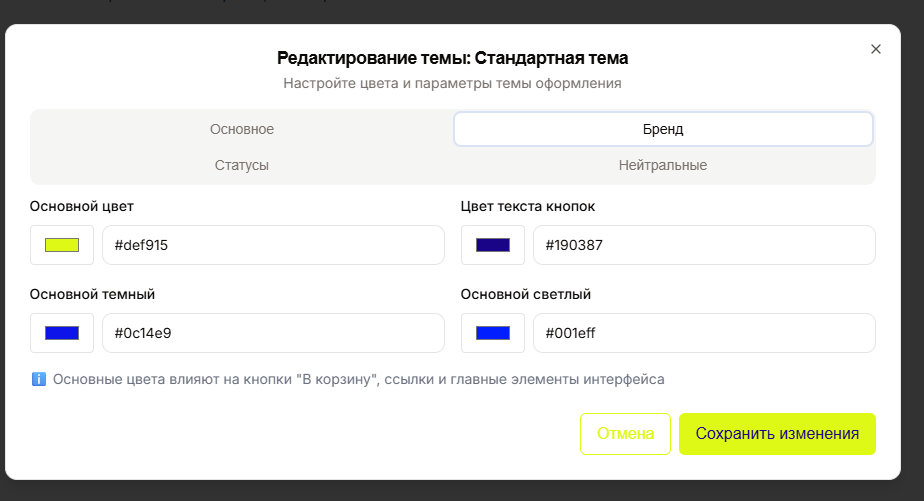 Редактирование темы: Стандартная тема
Настройте цвета и параметры темы оформления
Основное
Бренд
Статусы
Нейтральные
Основной цвет
Цвет текста кнопок
#def915
#190387
Основной темный
Основной светлый
#0c14e9
#001eff
Основные цвета влияют на кнопки "В корзину", ссылки и главные элементы интерфейса
Отмена
Сохранить изменения